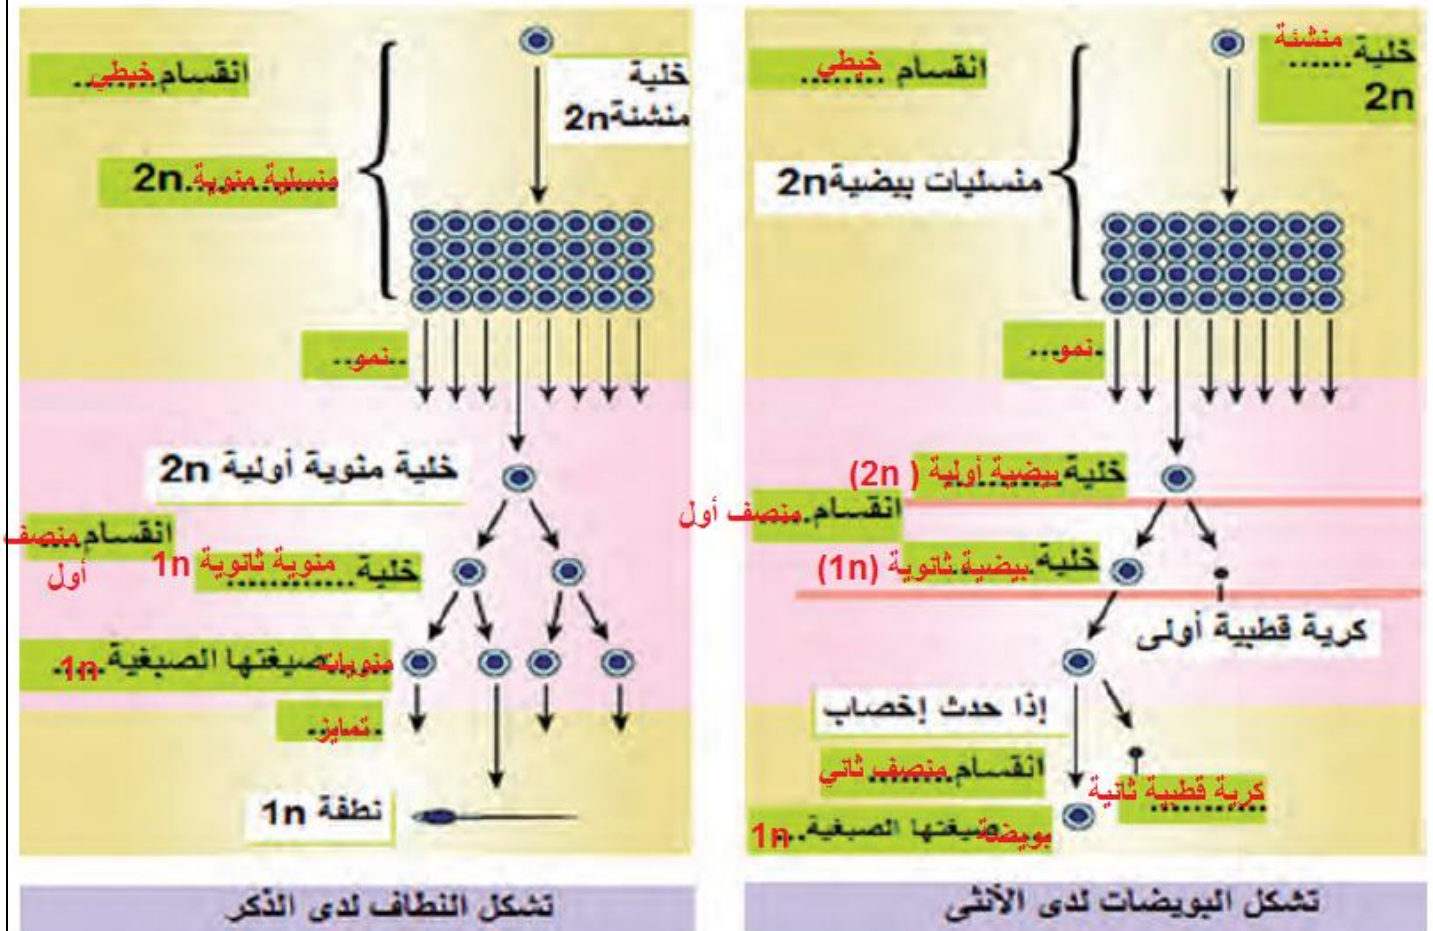 خلية منشئة......
2n
انقسام خيطي........
منسليات بيضية 2n
.نمو...
خلية بيضية أولية (2n )
انقسام منصف أول
خلية بيضية ثانوية (1n)
كرية قطبية أولى
إذا حدث إخصاب
انقسام منصف ثاني
كرية قطبية ثانية
بويضة صيغتها الصبغية 1n
تشكل البويضات لدى الأنثى
خلية
منشئة 2n
انقسام خيطي........
منسلية منوية 2n
..نمو..
خلية منوية أولية 2n
انقسام منصف
أول
خلية منوية ثانوية 1n
منويات صيغتها الصبغية 1n
.تمايز..
نطفة 1n
تشكل النطاف لدى الذكر